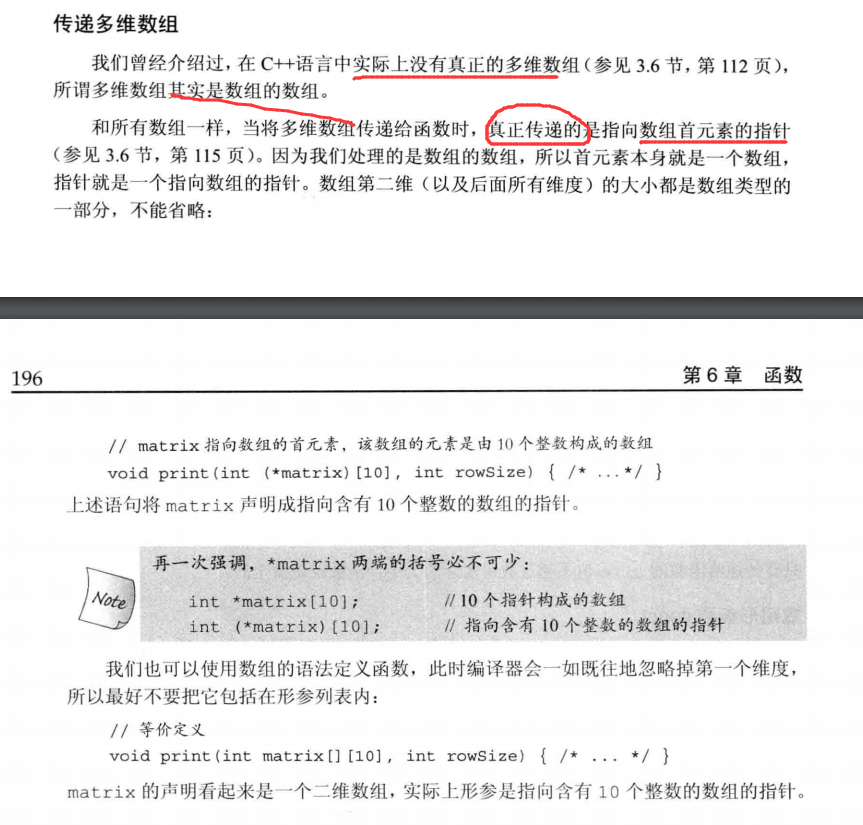 传递多维数组
我们曾经介绍过，在 C++语言中实际上没有真正的多维数组（参见 3.6 节，第 112 页），
所谓多维数组其实是数组的数组。
和所有数组一样，当将多维数组传递给函数时，真正传递的是指向数组首元素的指针
（参见 3.6 节，第 115 页）。因为我们处理的是数组的数组，所以首元素本身就是一个数组，
指针就是一个指向数组的指针。数组第二维（以及后面所有维度）的大小都是数组类型的
一部分，不能省略：
196
第 6 章 函数
// matrix 指向数组的首元素，该数组的元素是由 10 个整数构成的数组
void print(int (*matrix)[10], int rowSize) { /* ...*/ }
上述语句将 matrix 声明成指向含有 10 个整数的数组的指针。
Note
再一次强调，*matrix 两端的括号必不可少：
int *matrix[10]; // 10 个指针构成的数组
int (*matrix)[10]; // 指向含有 10 个整数的数组的指针
我们也可以使用数组的语法定义函数，此时编译器会一如既往地忽略掉第一个维度，
所以最好不要把它包括在形参列表内：
// 等价定义
void print(int matrix[][10], int rowSize) { /* ... */ }
matrix 的声明看起来是一个二维数组，实际上形参是指向含有 10 个整数的数组的指针。